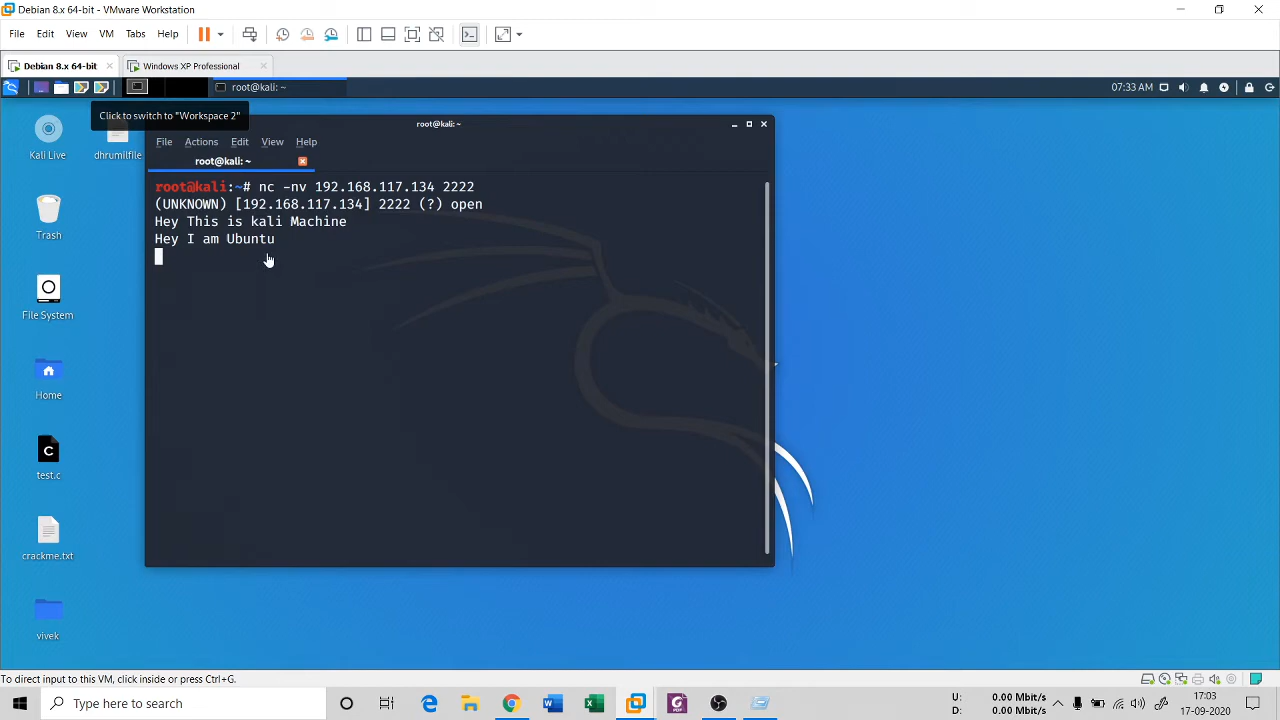 Debian 8.x 64-bit - VMware Workstation
File Edit View VM Tabs Help
Debian 8.x 64-bit Windows XP Professional
root@kali: ~ 07:33 AM
Click to switch to "Workspace 2"
Kali Live
dhrumilfile
Trash
File System
Home
C
test.c
crackme.txt
vivek
root@kali: ~
File Actions Edit View Help
root@kali: ~
root@kali:~# nc -nv 192.168.117.134 2222
(UNKNOWN) [192.168.117.134] 2222 (?) open
Hey This is kali Machine
Hey I am Ubuntu
To direct input to this VM, click inside or press Ctrl+G.
Type here to search
U: 0.00 Mbit/s
D: 0.00 Mbit/s
17:03
17-09-2020